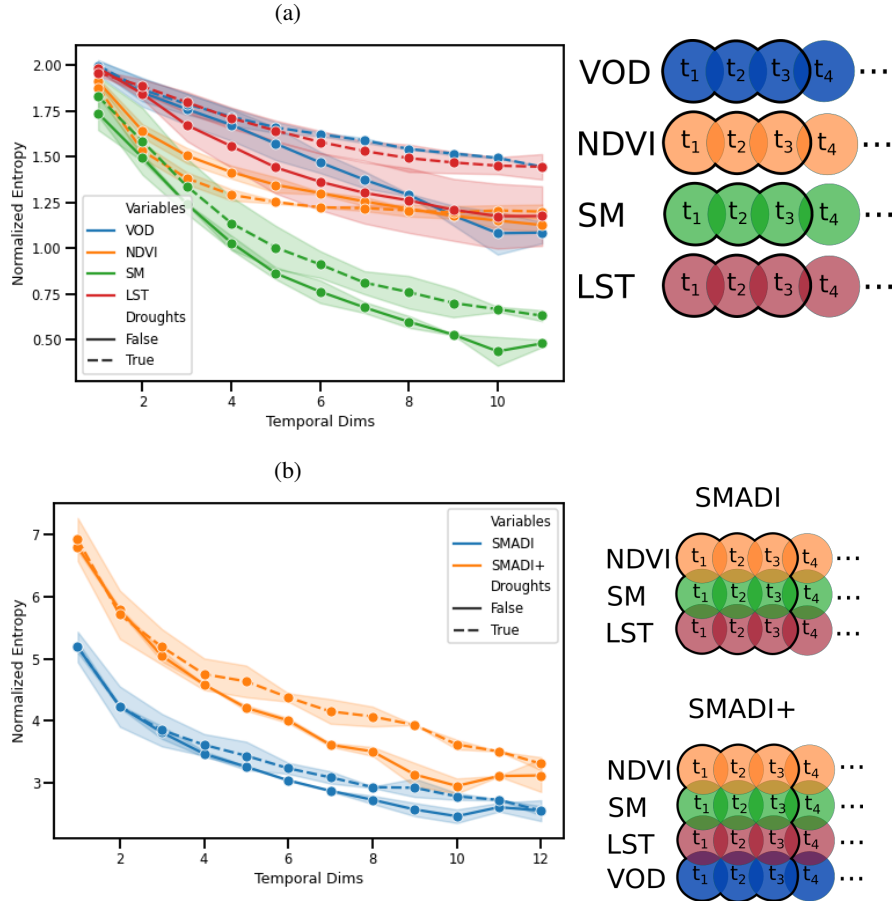 (a)
Normalized Entropy
2.00
1.75
1.50
1.25
1.00
0.75
0.50
Variables
VOD
NDVI
SM
LST
Droughts
False
True
2 4 6 8 10
Temporal Dims
VOD t1 t2 t3 t4 ...
NDVI t1 t2 t3 t4 ...
SM t1 t2 t3 t4 ...
LST t1 t2 t3 t4 ...
(b)
Normalized Entropy
7
6
5
4
3
Variables
SMADI
SMADI+
Droughts
False
True
2 4 6 8 10 12
Temporal Dims
SMADI
NDVI t1 t2 t3 t4 ...
SM t1 t2 t3 t4 ...
LST t1 t2 t3 t4 ...
SMADI+
NDVI t1 t2 t3 t4 ...
SM t1 t2 t3 t4 ...
LST t1 t2 t3 t4 ...
VOD t1 t2 t3 t4 ...